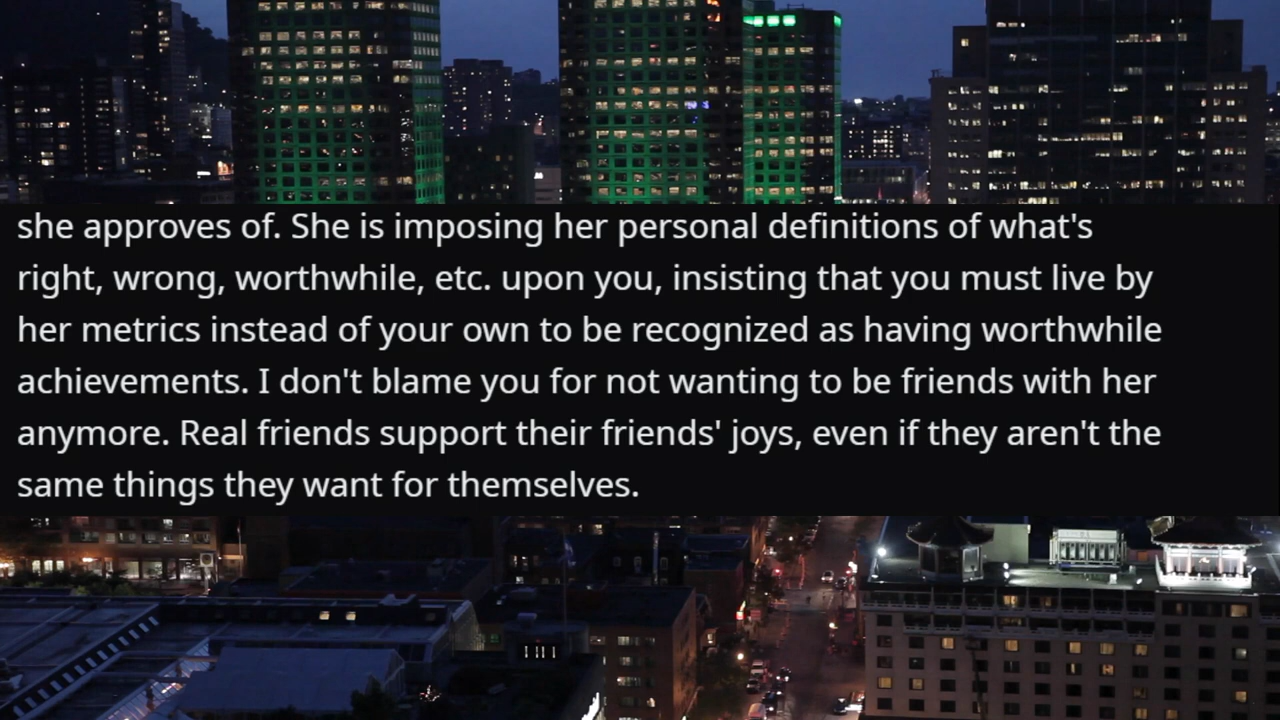 she approves of. She is imposing her personal definitions of what's
right, wrong, worthwhile, etc. upon you, insisting that you must live by
her metrics instead of your own to be recognized as having worthwhile
achievements. I don't blame you for not wanting to be friends with her
anymore. Real friends support their friends' joys, even if they aren't the
same things they want for themselves.